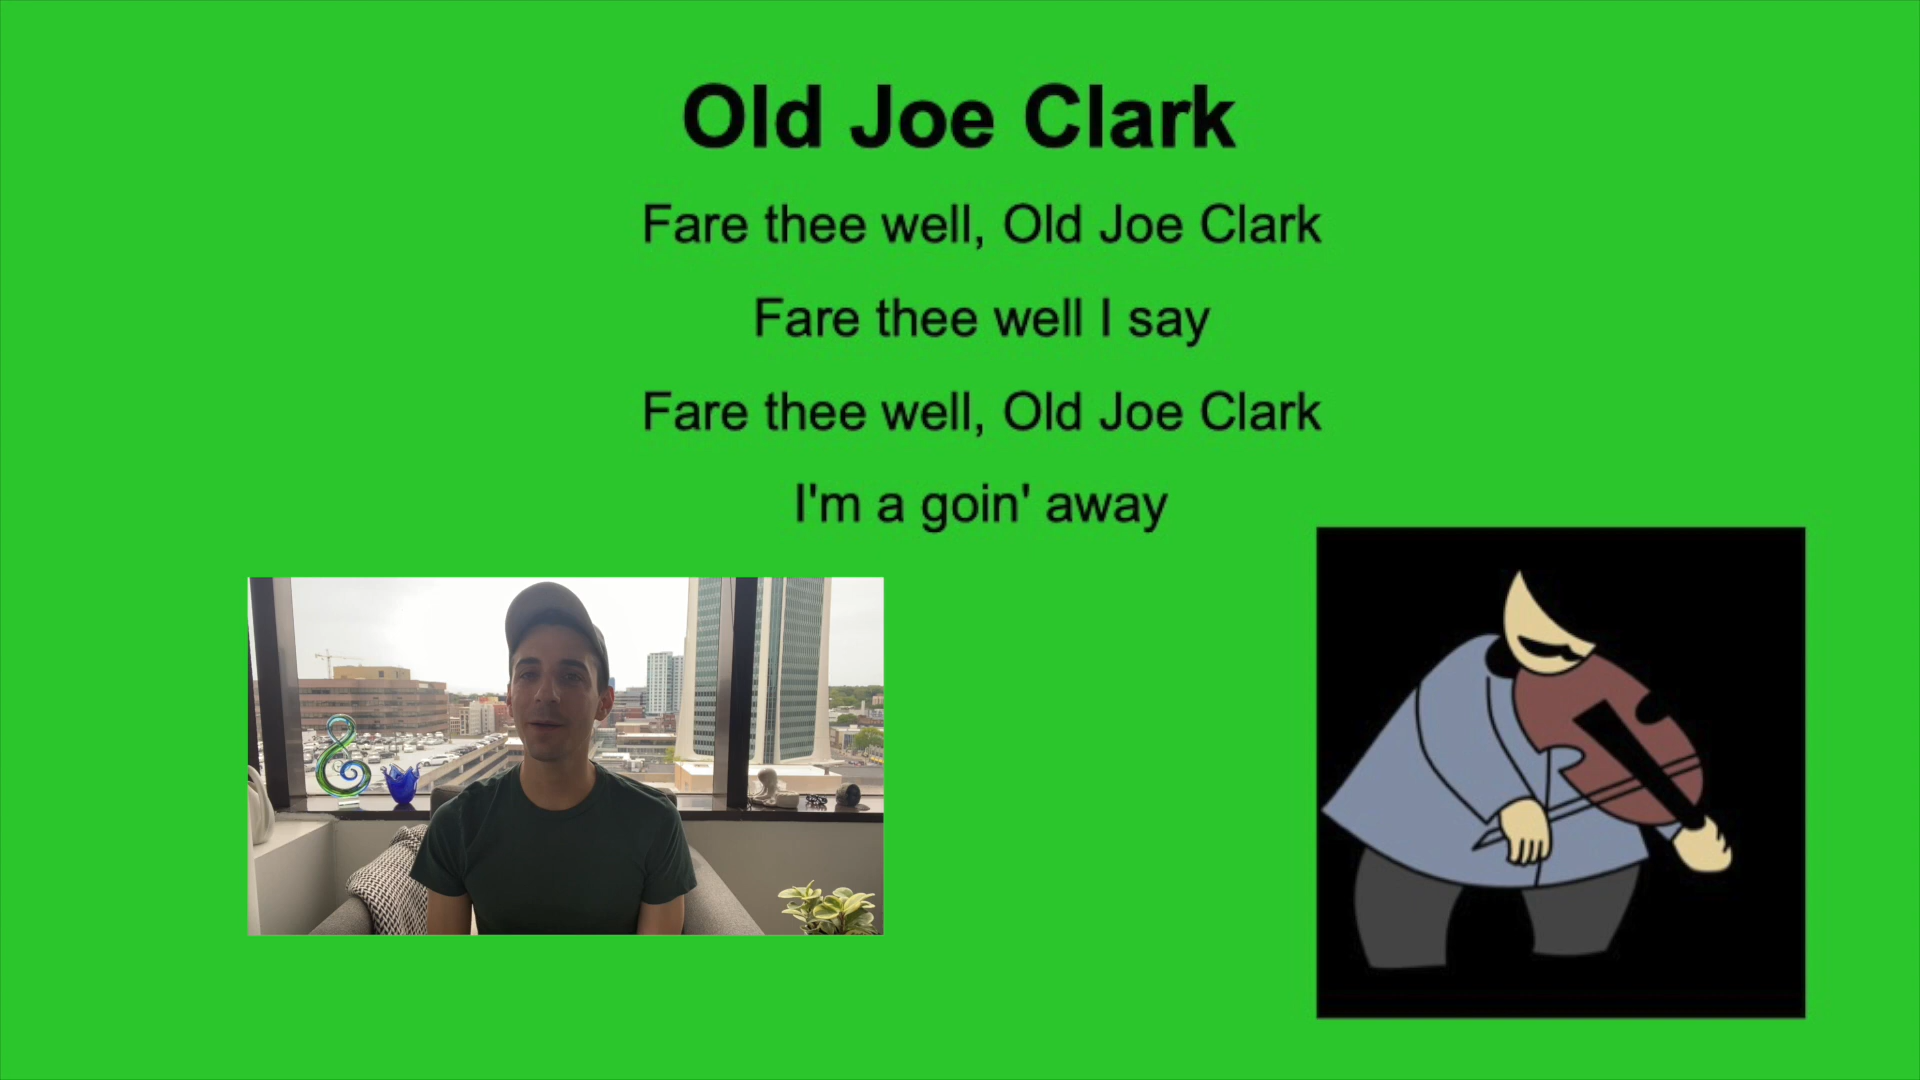 Old Joe Clark
Fare thee well, Old Joe Clark
Fare thee well I say
Fare thee well, Old Joe Clark
I'm a goin' away